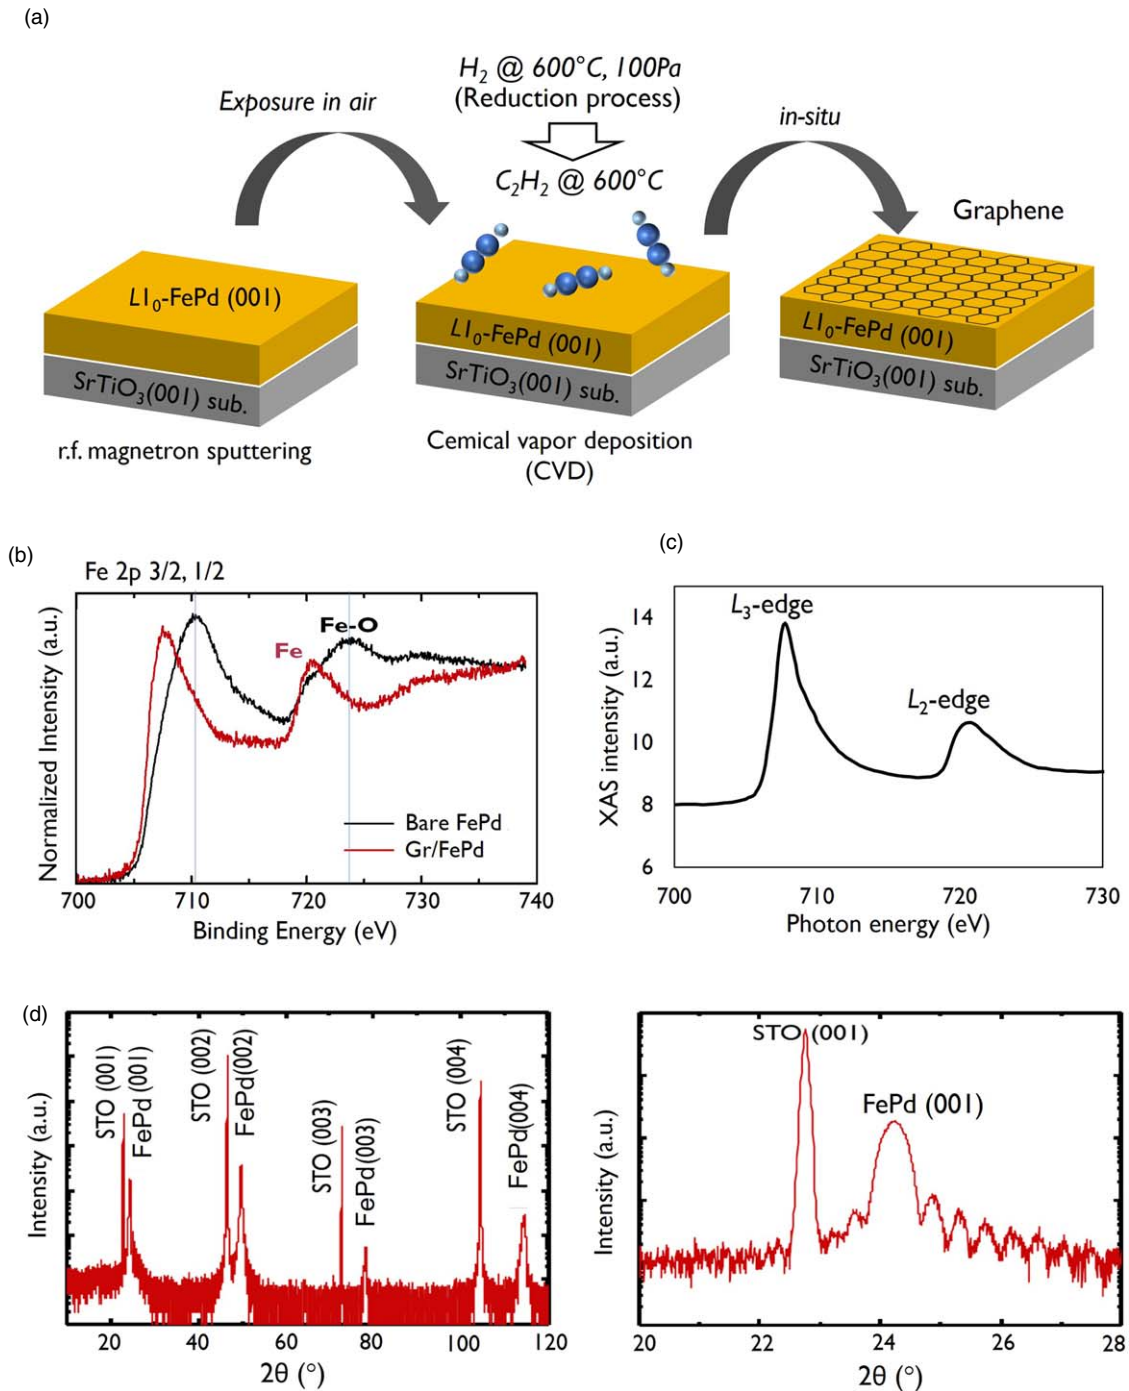 (a)
H2 @ 600°C, 100Pa
(Reduction process)
Exposure in air
in-situ
C2H2 @ 600°C
Graphene
L10-FePd (001)
SrTiO3(001) sub.
r.f. magnetron sputtering
L10-FePd (001)
SrTiO3(001) sub.
Cemical vapor deposition
(CVD)
L10-FePd (001)
SrTiO3(001) sub.
(b)
Fe 2p 3/2, 1/2
Normalized Intensity (a.u.)
Fe
Fe-O
Bare FePd
Gr/FePd
700 710 720 730 740
Binding Energy (eV)
(c)
XAS intensity (a.u.)
14
12
10
8
6
L3-edge
L2-edge
700 710 720 730
Photon energy (eV)
(d)
Intensity (a.u.)
STO (001)
FePd (001)
STO (002)
FePd(002)
STO (003)
FePd(003)
STO (004)
FePd(004)
20 40 60 80 100 120
2θ (°)
Intensity (a.u.)
STO (001)
FePd (001)
20 22 24 26 28
2θ (°)